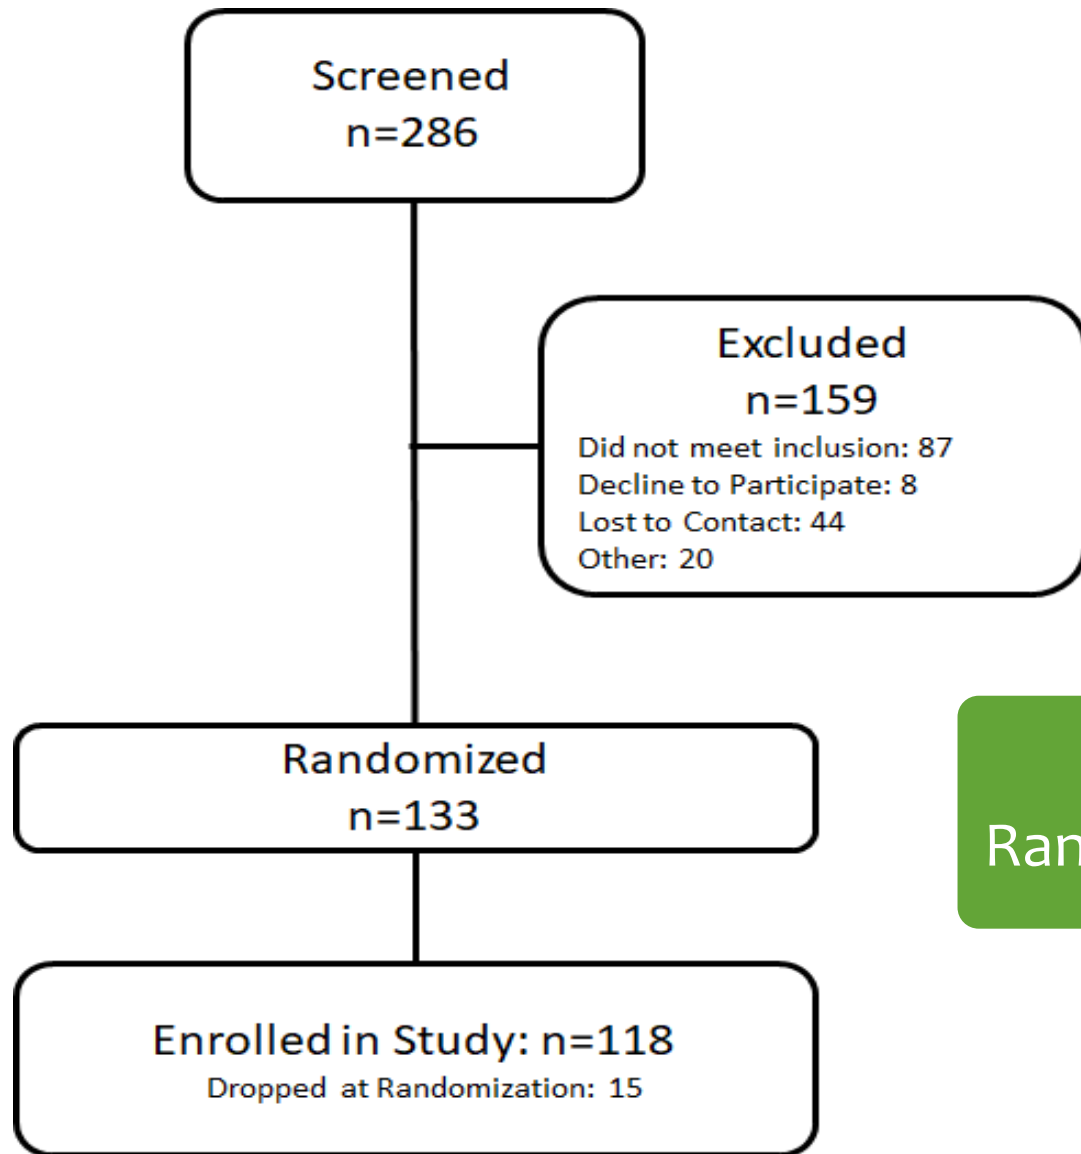 Screened
n=286
Excluded
n=159
Did not meet inclusion: 87
Decline to Participate: 8
Lost to Contact: 44
Other: 20
Randomized
n=133
Ran
Enrolled in Study: n=118
Dropped at Randomization: 15